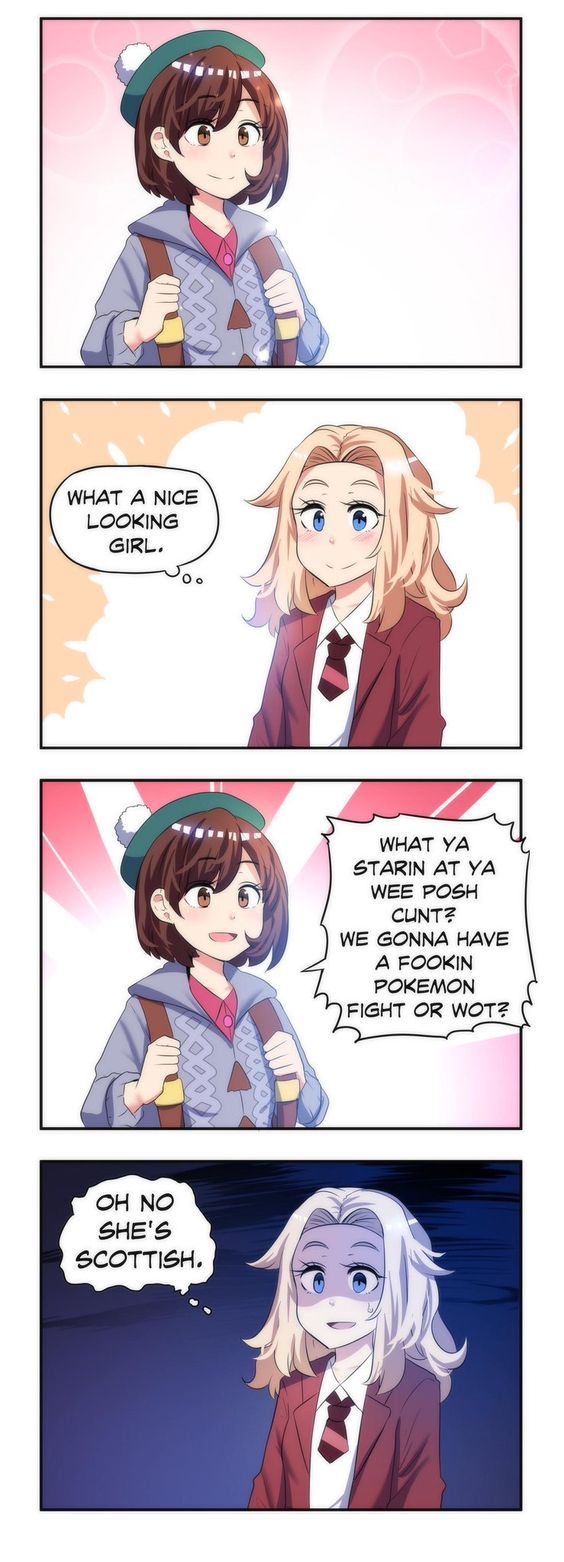 WHAT A NICE
LOOKING
GIRL.
WHAT YA
STARIN AT YA
WEE POSH
CUNT?
WE GONNA HAVE
A FOOKIN
POKEMON
FIGHT OR WOT?
OH NO
SHE'S
SCOTTISH.